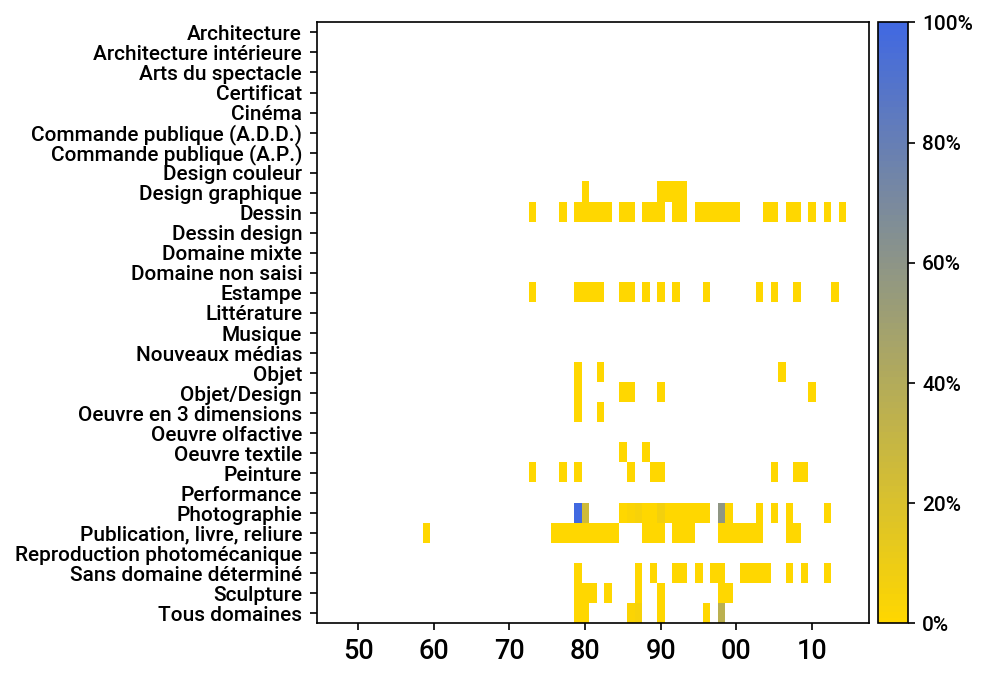 Architecture
Architecture intérieure
Arts du spectacle
Certificat
Cinéma
Commande publique (A.D.D.)
Commande publique (A.P.)
Design couleur
Design graphique
Dessin
Dessin design
Domaine mixte
Domaine non saisi
Estampe
Littérature
Musique
Nouveaux médias
Objet
Objet/Design
Oeuvre en 3 dimensions
Oeuvre olfactive
Oeuvre textile
Peinture
Performance
Photographie
Publication, livre, reliure
Reproduction photomécanique
Sans domaine déterminé
Sculpture
Tous domaines
50 60 70 80 90 00 10
100%
80%
60%
40%
20%
0%